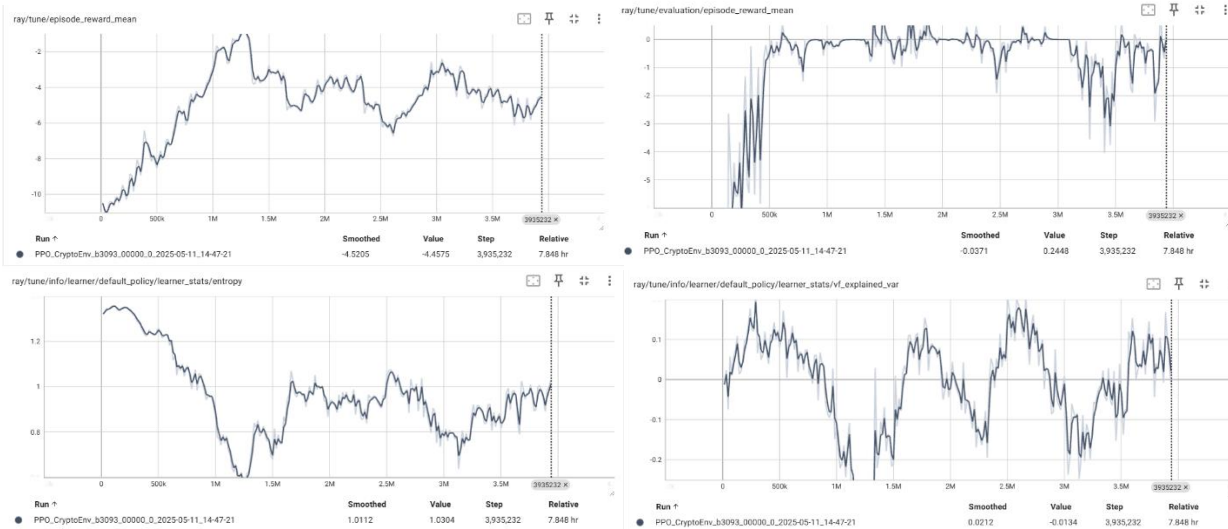 ray/tune/episode_reward_mean
-2
-4
-6
-8
-10
0
500k
1M
1.5M
2M
2.5M
3M
3.5M
3935232
Run ↑ Smoothed Value Step Relative
PPO_CryptoEnv_b3093_00000_0_2025-05-11_14-47-21 -4.5205 -4.4575 3,935,232 7.848 hr
ray/tune/evaluation/episode_reward_mean
0
-1
-2
-3
-4
-5
0
500k
1M
1.5M
2M
2.5M
3M
3.5M
3935232
Run ↑ Smoothed Value Step Relative
PPO_CryptoEnv_b3093_00000_0_2025-05-11_14-47-21 -0.0371 0.2448 3,935,232 7.848 hr
ray/tune/info/learner/default_policy/learner_stats/entropy
1.2
1
0.8
0
500k
1M
1.5M
2M
2.5M
3M
3.5M
3935232
Run ↑ Smoothed Value Step Relative
PPO_CryptoEnv_b3093_00000_0_2025-05-11_14-47-21 1.0112 1.0304 3,935,232 7.848 hr
ray/tune/info/learner/default_policy/learner_stats/vf_explained_var
0.1
0
-0.1
-0.2
0
500k
1M
1.5M
2M
2.5M
3M
3.5M
3935232
Run ↑ Smoothed Value Step Relative
PPO_CryptoEnv_b3093_00000_0_2025-05-11_14-47-21 0.0212 -0.0134 3,935,232 7.848 hr